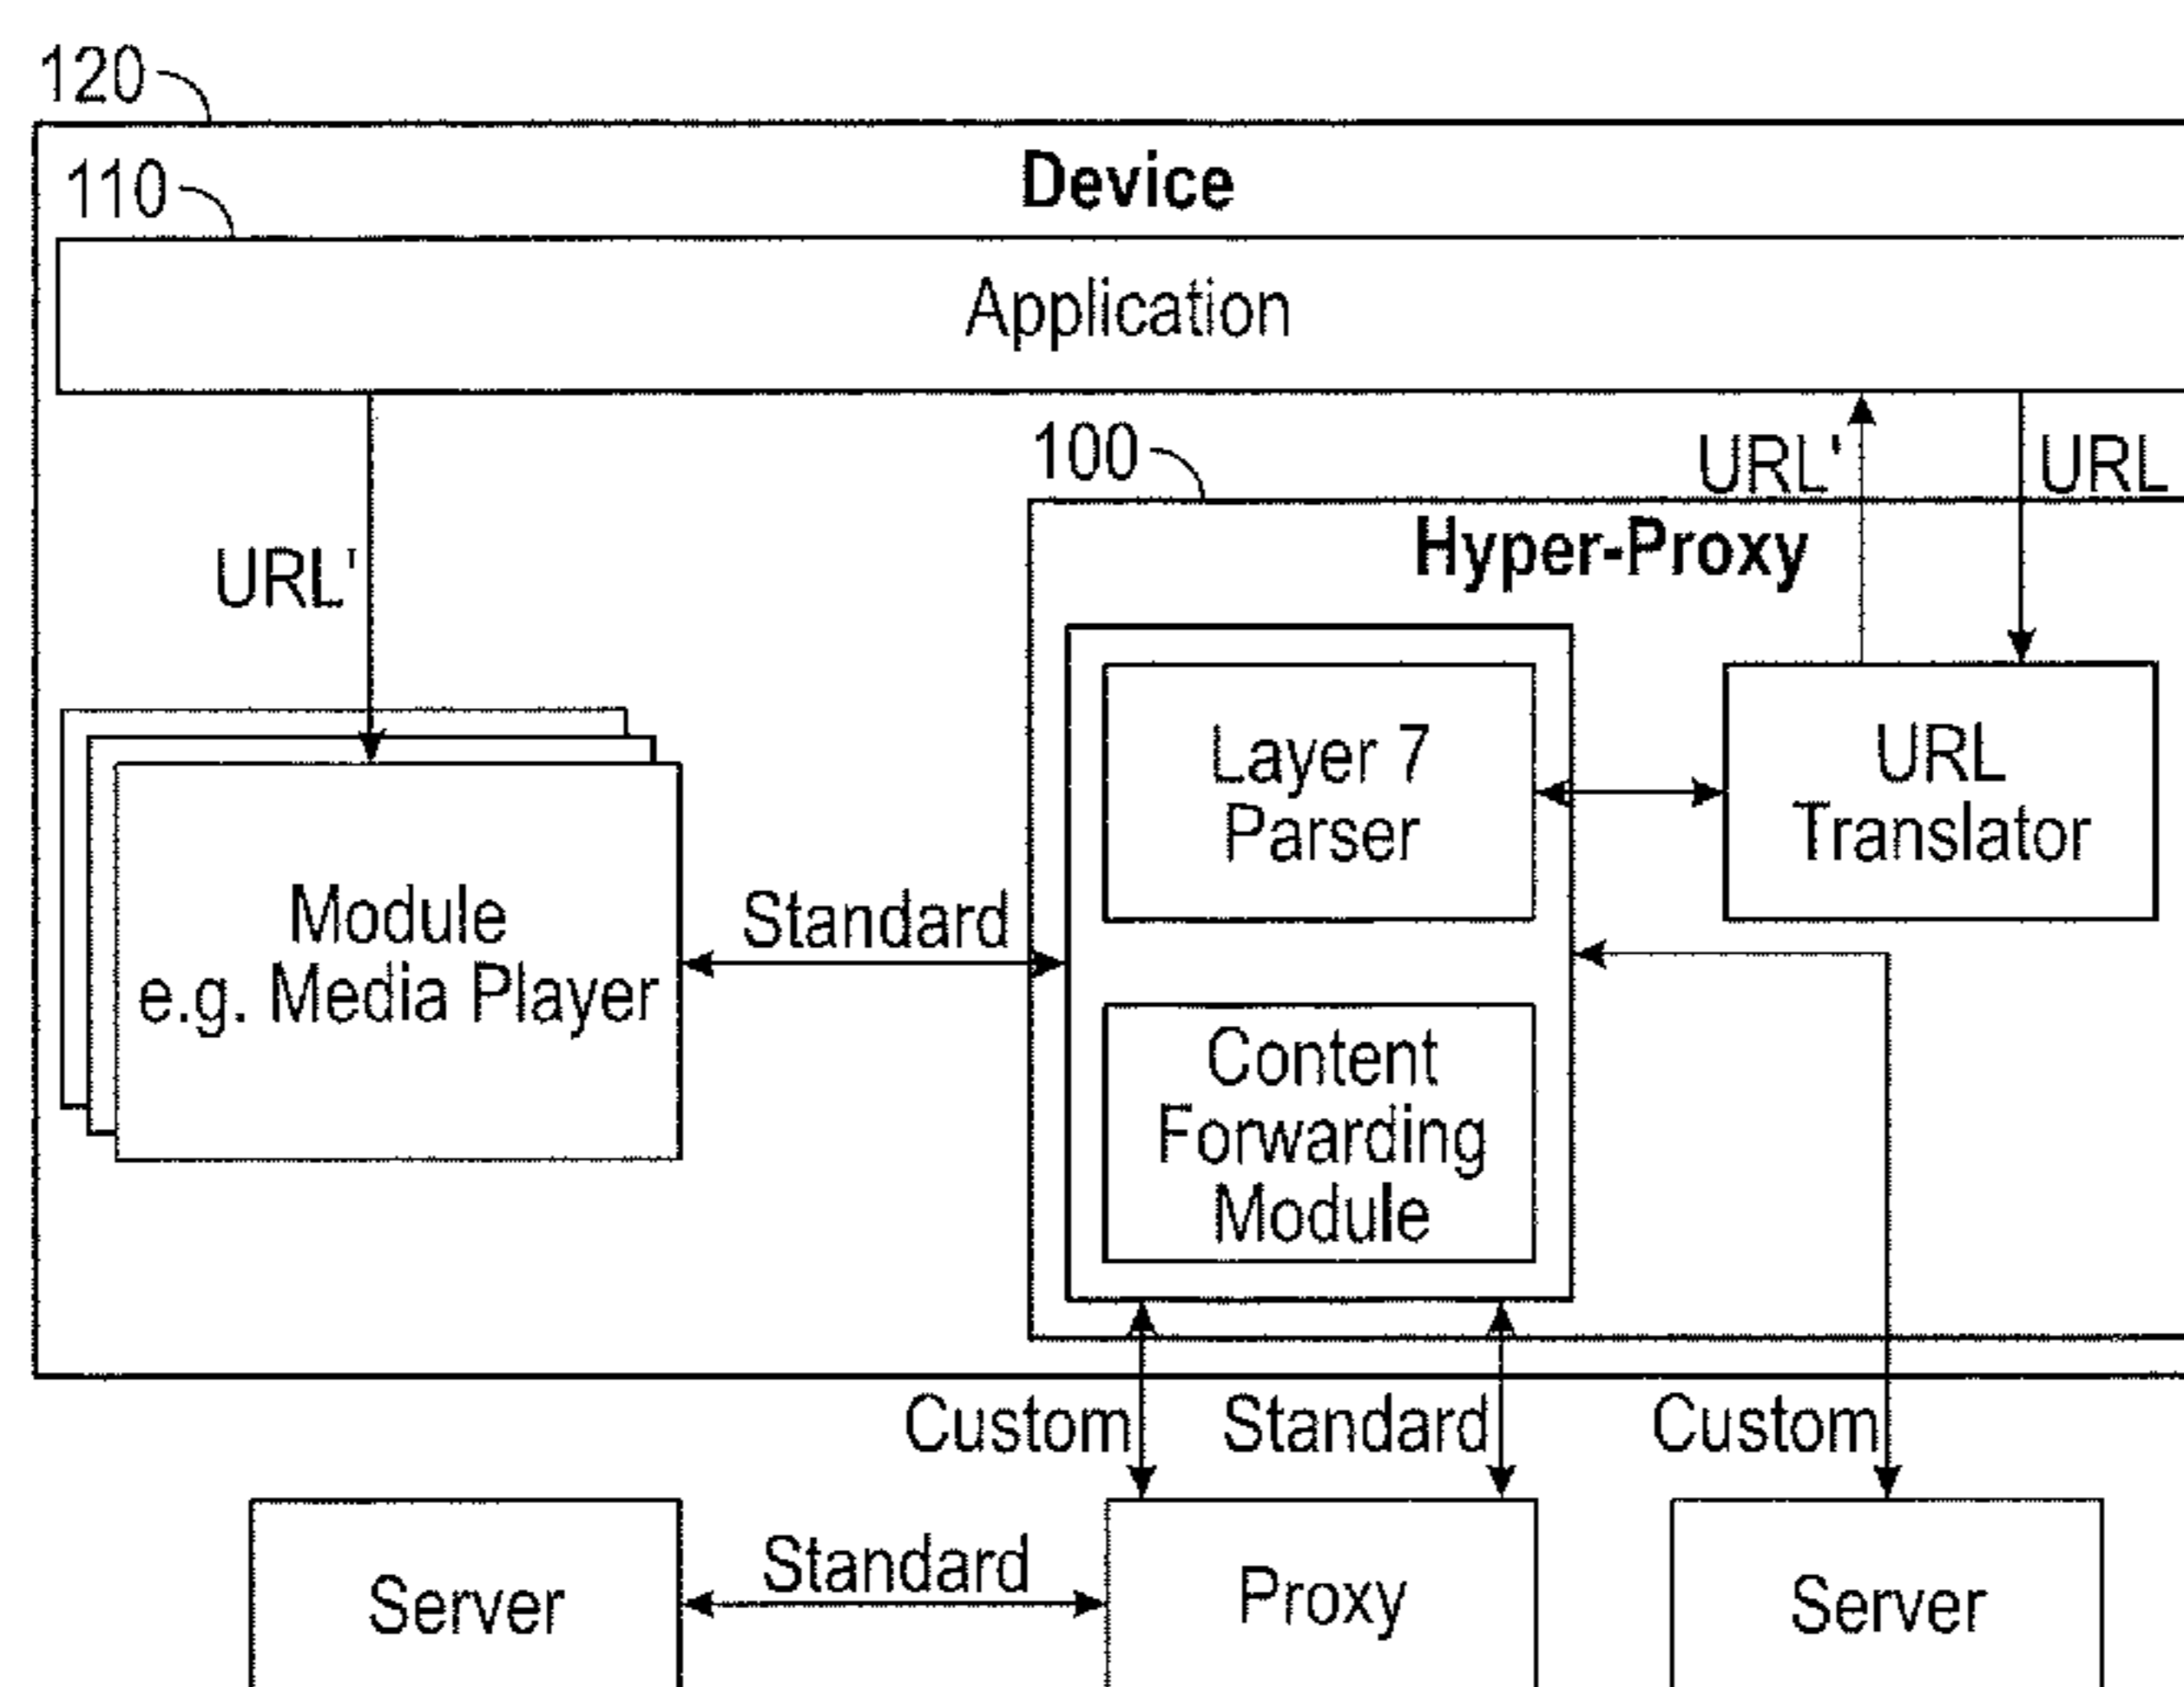 120
Device
110
Application
100
URL'
URL
Hyper-Proxy
URL'
Layer 7
Parser
URL
Translator
Module
e.g. Media Player
Standard
Content
Forwarding
Module
Custom
Standard
Custom
Server
Standard
Proxy
Server